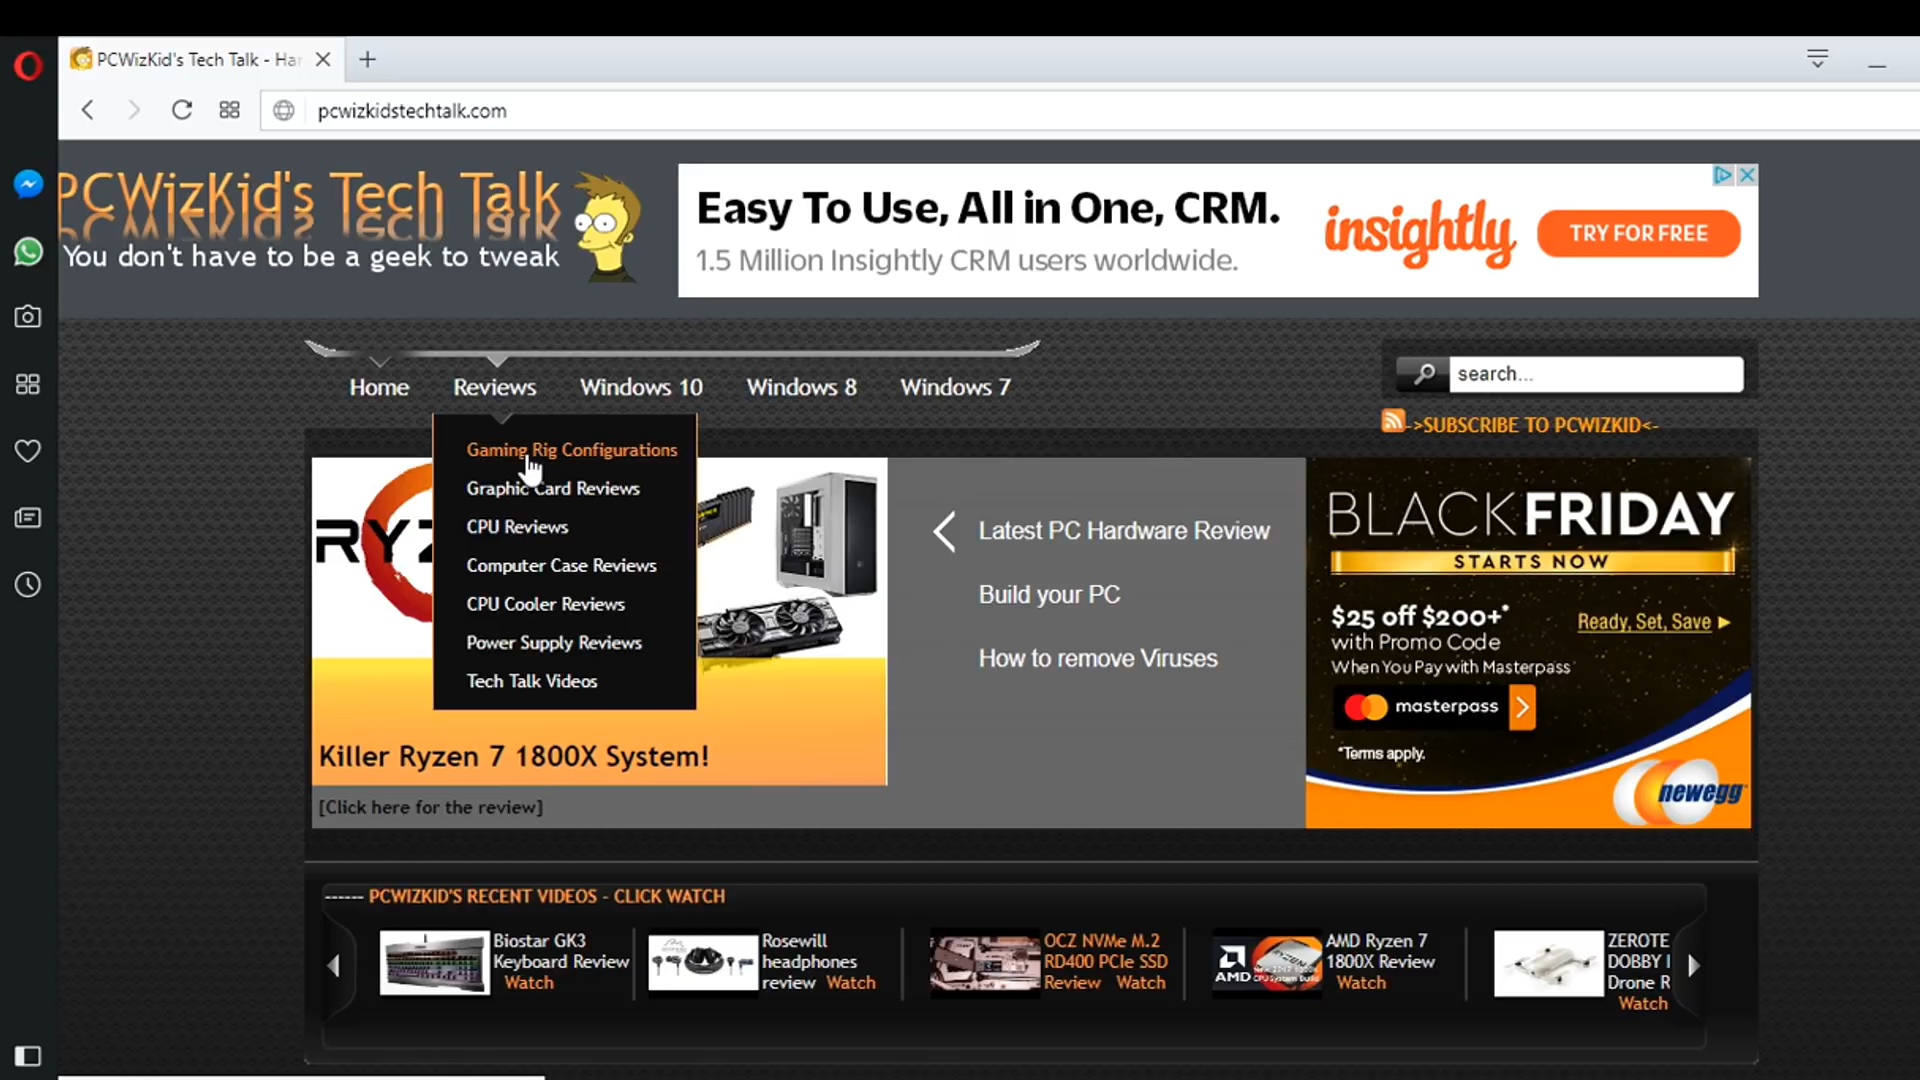 PCWizKid's Tech Talk - Har
pcwizkidstechtalk.com
PCWizKid's Tech Talk
You don't have to be a geek to tweak
Easy To Use, All in One, CRM.
1.5 Million Insightly CRM users worldwide.
insightly
TRY FOR FREE
Home
Reviews
Windows 10
Windows 8
Windows 7
search...
->SUBSCRIBE TO PCWIZKID<-
Gaming Rig Configurations
Graphic Card Reviews
CPU Reviews
Computer Case Reviews
CPU Cooler Reviews
Power Supply Reviews
Tech Talk Videos
Killer Ryzen 7 1800X System!
[Click here for the review]
Latest PC Hardware Review
Build your PC
How to remove Viruses
BLACK FRIDAY
STARTS NOW
$25 off $200+*
with Promo Code
When You Pay with Masterpass
Ready, Set, Save
masterpass
*Terms apply.
newegg
------ PCWIZKID'S RECENT VIDEOS - CLICK WATCH
Biostar GK3
Keyboard Review
Watch
Rosewill
headphones
review Watch
OCZ NVMe M.2
RD400 PCIe SSD
Review Watch
AMD
AMD Ryzen 7
1800X Review
Watch
ZEROTE
DOBBY
Drone R
Watch